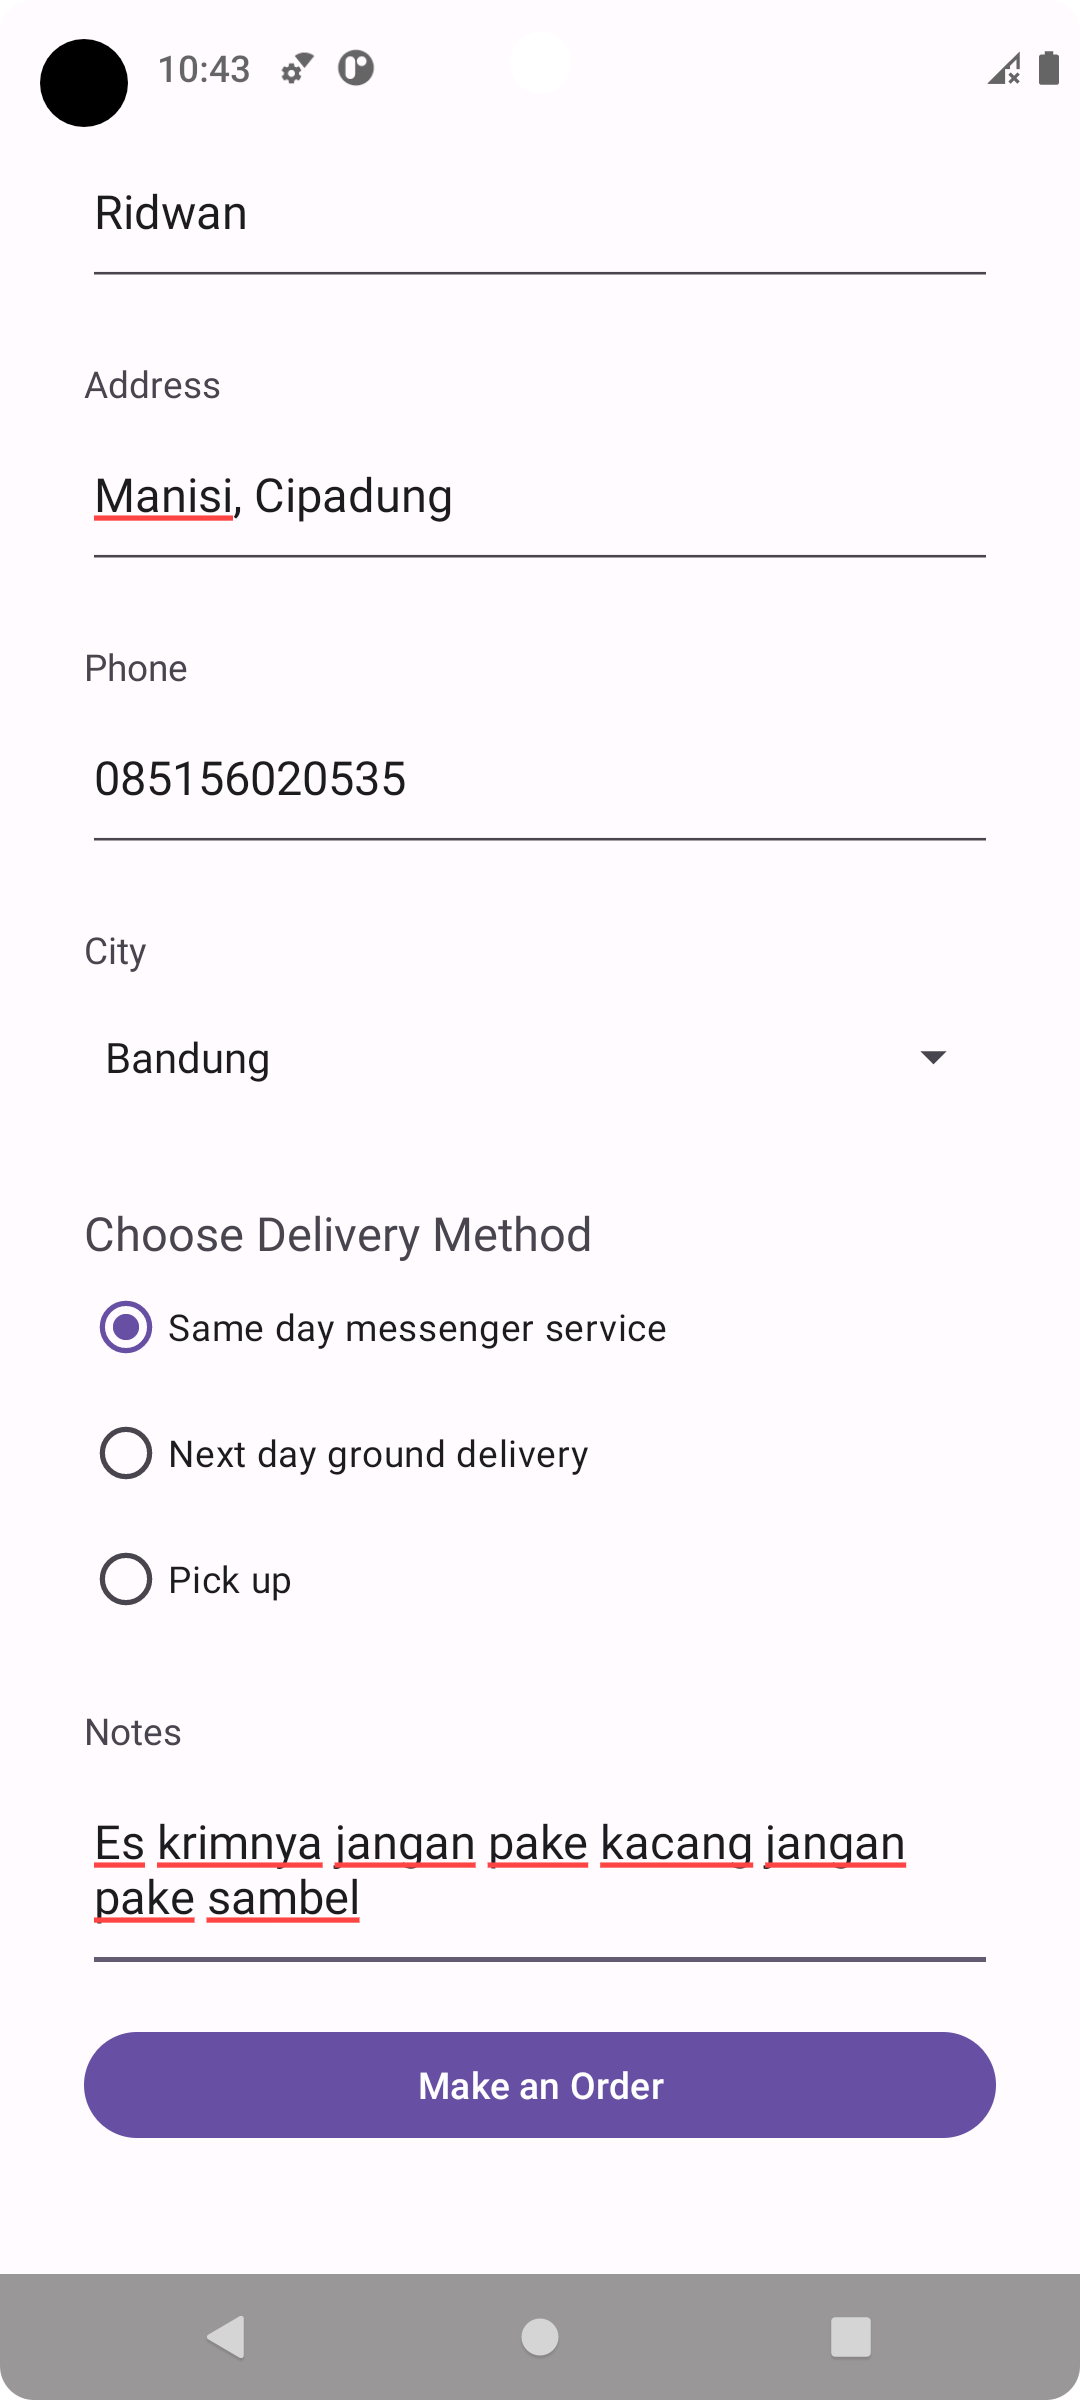 10:43
Ridwan
Address
Manisi, Cipadung
Phone
085156020535
City
Bandung
Choose Delivery Method
Same day messenger service
Next day ground delivery
Pick up
Notes
Es krimnya jangan pake kacang jangan
pake sambel
Make an Order